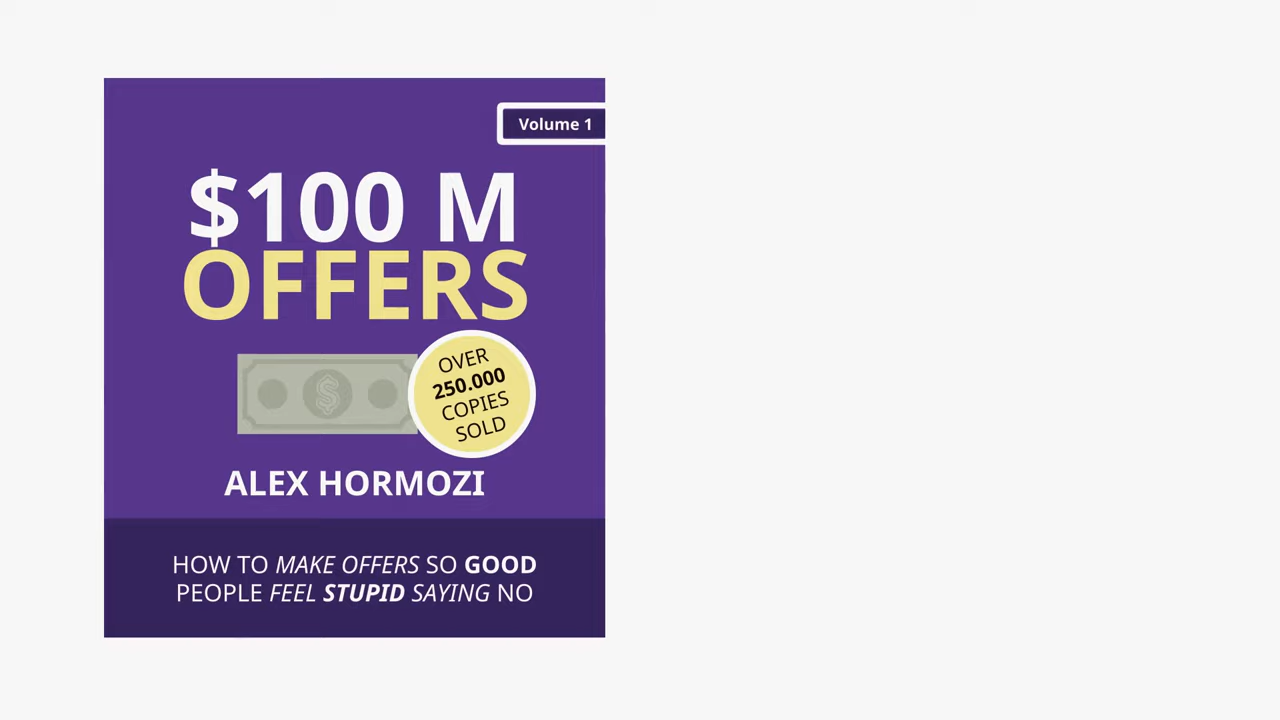 Volume 1
$100 M
OFFERS
OVER
250.000
COPIES
SOLD
ALEX HORMOZI
HOW TO MAKE OFFERS SO GOOD
PEOPLE FEEL STUPID SAYING NO